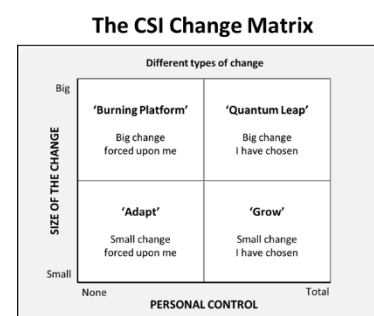 The CSI Change Matrix
Different types of change
Big
'Burning Platform'
Big change
forced upon me
'Quantum Leap'
Big change
I have chosen
SIZE OF THE CHANGE
'Adapt'
Small change
forced upon me
'Grow'
Small change
I have chosen
Small
None
Total
PERSONAL CONTROL